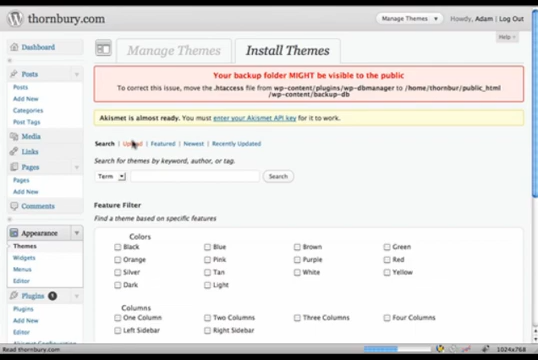 thornbury.com
Manage Themes
Howdy, Adam | Log Out
Help
Dashboard
Posts
Posts
Add New
Categories
Post Tags
Media
Links
Pages
Pages
Add New
Comments
Appearance
Themes
Widgets
Menus
Editor
Plugins 1
Plugins
Add New
Editor
Akismet Configuration
Manage Themes
Install Themes
Your backup folder MIGHT be visible to the public
To correct this issue, move the .htaccess file from wp-content/plugins/wp-dbmanager to /home/thornbur/public_html
/wp-content/backup-db
Akismet is almost ready. You must enter your Akismet API key for it to work.
Search | Upload | Featured | Newest | Recently Updated
Search for themes by keyword, author, or tag.
Term
Search
Feature Filter
Find a theme based on specific features
Colors
Black Blue Brown Green
Orange Pink Purple Red
Silver Tan White Yellow
Dark Light
Columns
One Column Two Columns Three Columns Four Columns
Left Sidebar Right Sidebar
Read thornbury.com
1024x768